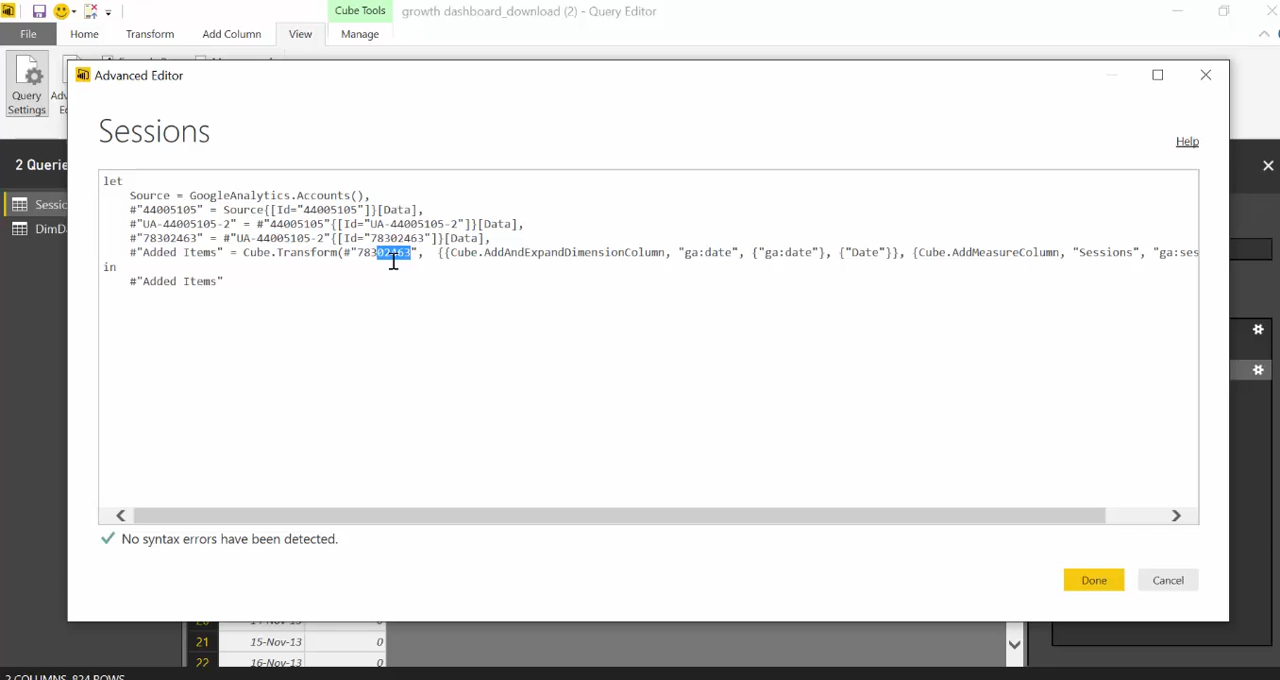 Cube Tools
growth dashboard_download (2) - Query Editor
File
Home
Transform
Add Column
View
Manage
Query
Settings
Advanced Editor
Sessions
Help
let
Source = GoogleAnalytics.Accounts(),
#"44005105" = Source{[Id="44005105"]}[Data],
#"UA-44005105-2" = #"44005105"{[Id="UA-44005105-2"]}[Data],
#"78302463" = #"UA-44005105-2"{[Id="78302463"]}[Data],
#"Added Items" = Cube.Transform(#"78302463", {{Cube.AddAndExpandDimensionColumn, "ga:date", {"ga:date"}, {"Date"}}, {Cube.AddMeasureColumn, "Sessions", "ga:ses
in
#"Added Items"
No syntax errors have been detected.
Done
Cancel
2 Querie
Sessi
DimDa
21
15-Nov-13
0
22
16-Nov-13
0
2 COLUMNS, 824 ROWS